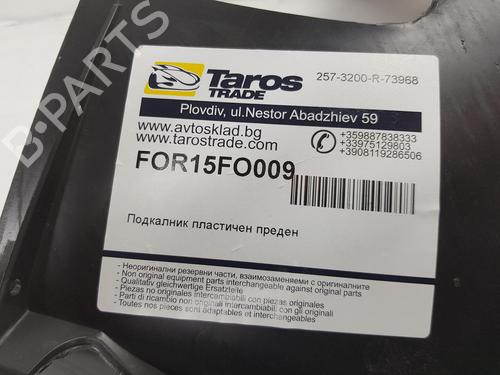 B-PARTS
Taros
TRADE
257-3200-R-73968
Plovdiv, ul.Nestor Abadzhiev 59
www.avtosklad.bg
www.tarostrade.com
+359887838333
+33975129803
+3908119286506
FOR15FO009
Подкалник пластичен преден
- Неоригинални резервни части, взаимозаменяеми с оригиналните
- Non original equipment parts interchangeable against original parts
- Qualitativ gleichwertige Ersatzteile
- Piezas no originales intercambiables con las piezas originales
- Parti di ricambio non originali intercambiabili con gli originali
- Toutes nos pièces sont adaptables et interchangeables